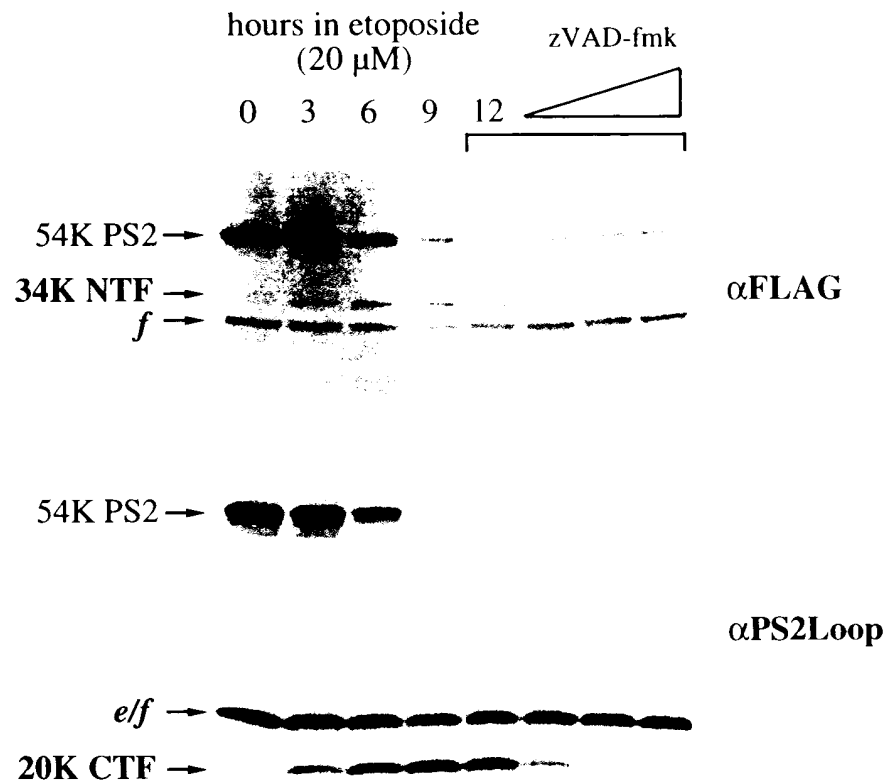 hours in etoposide
(20 µM)
zVAD-fmk
0 3 6 9 12
54K PS2
34K NTF
f
αFLAG
54K PS2
αPS2Loop
e/f
20K CTF